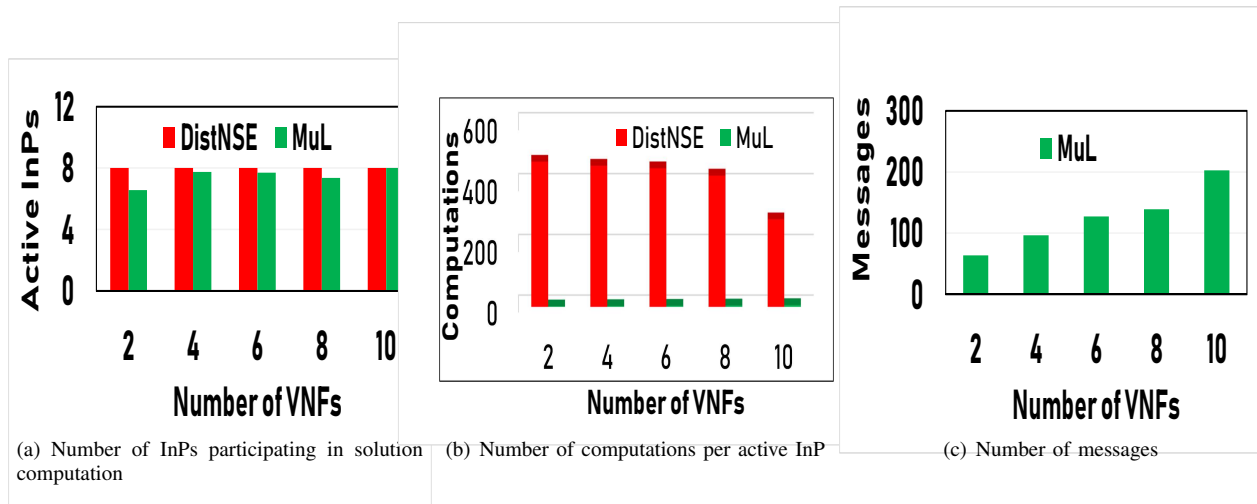 12
8
4
0
Active InPs
DistNSE MuL
2 4 6 8 10
Number of VNFs
(a) Number of InPs participating in solution
computation
600
400
200
0
Computations
DistNSE MuL
2 4 6 8 10
Number of VNFs
(b) Number of computations per active InP
300
200
100
0
Messages
MuL
2 4 6 8 10
Number of VNFs
(c) Number of messages